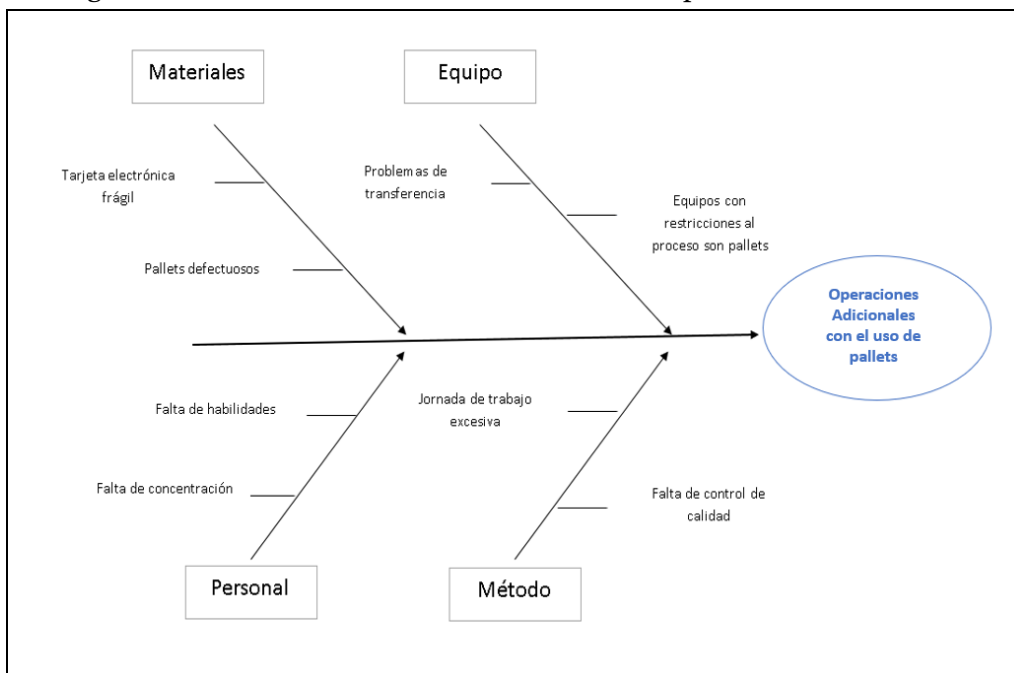 Materiales
Equipo
Tarjeta electrónica
frágil
Problemas de
transferencia
Equipos con
restricciones al
proceso son pallets
Pallets defectuosos
Operaciones
Adicionales
con el uso de
pallets
Falta de habilidades
Jornada de trabajo
excesiva
Falta de concentración
Falta de control de
calidad
Personal
Método